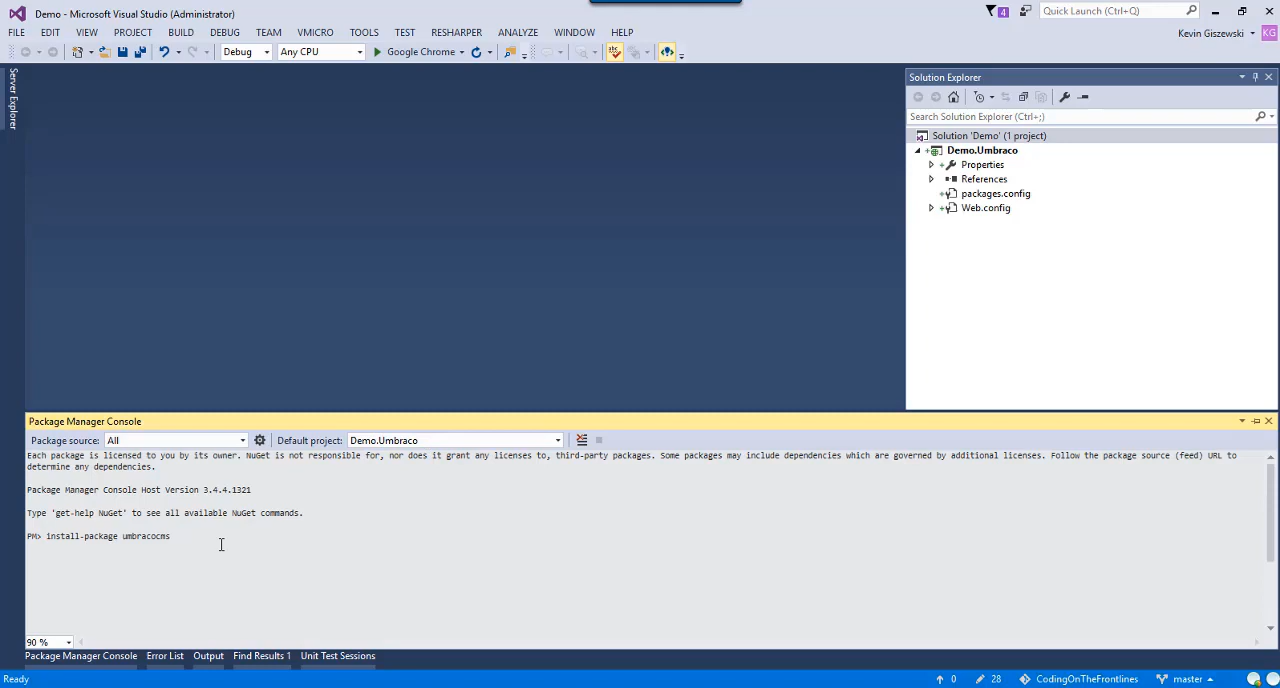 Demo - Microsoft Visual Studio (Administrator)
4
Quick Launch (Ctrl+Q)
FILE EDIT VIEW PROJECT BUILD DEBUG TEAM VMICRO TOOLS TEST RESHARPER ANALYZE WINDOW HELP
Kevin Giszewski KG
Debug Any CPU Google Chrome
abc
Server Explorer
Solution Explorer
Search Solution Explorer (Ctrl+;)
Solution 'Demo' (1 project)
Demo.Umbraco
Properties
References
packages.config
Web.config
Package Manager Console
Package source: All Default project: Demo.Umbraco
Each package is licensed to you by its owner. NuGet is not responsible for, nor does it grant any licenses to, third-party packages. Some packages may include dependencies which are governed by additional licenses. Follow the package source (feed) URL to
determine any dependencies.
Package Manager Console Host Version 3.4.4.1321
Type 'get-help NuGet' to see all available NuGet commands.
PM> install-package umbracocms
90 %
Package Manager Console Error List Output Find Results 1 Unit Test Sessions
Ready
0 28 CodingOnTheFrontlines master